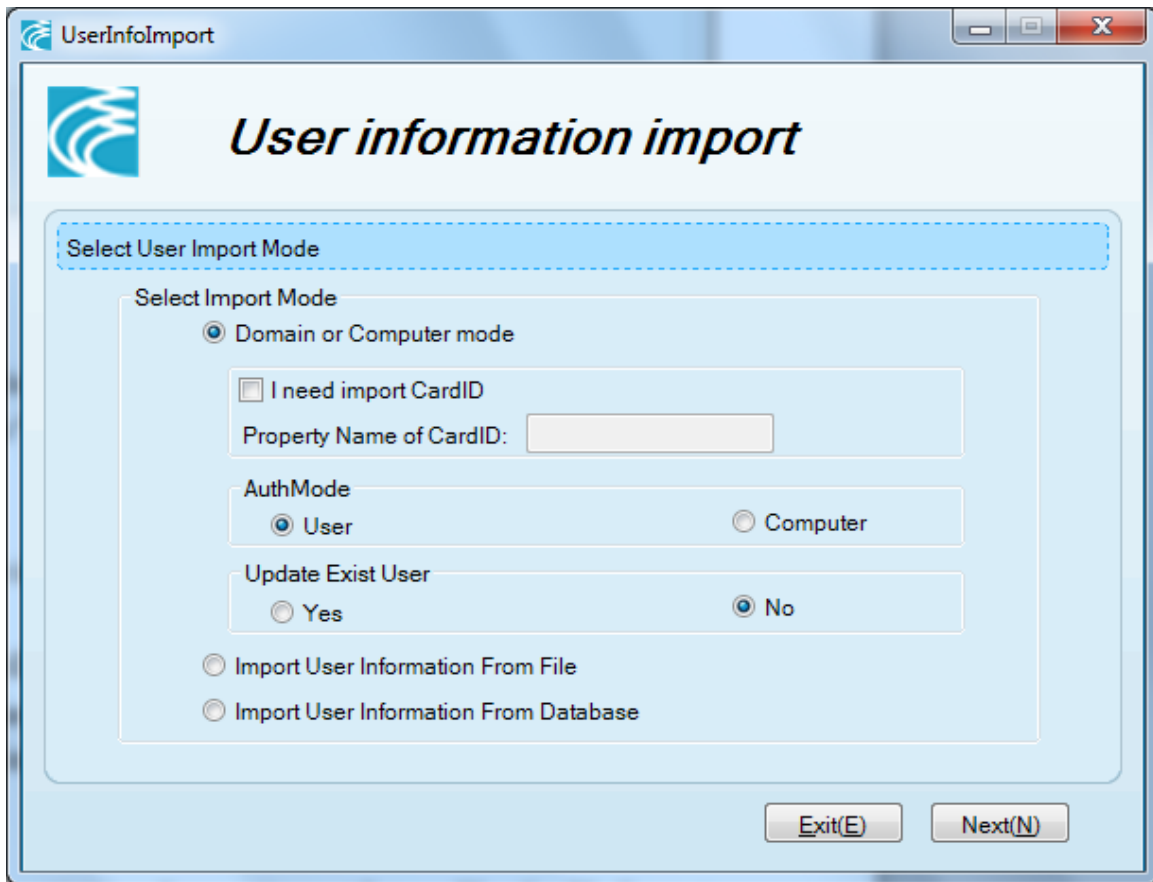 UserInfoImport
User information import
Select User Import Mode
Select Import Mode
Domain or Computer mode
I need import CardID
Property Name of CardID:
AuthMode
User Computer
Update Exist User
Yes No
Import User Information From File
Import User Information From Database
Exit(E) Next(N)